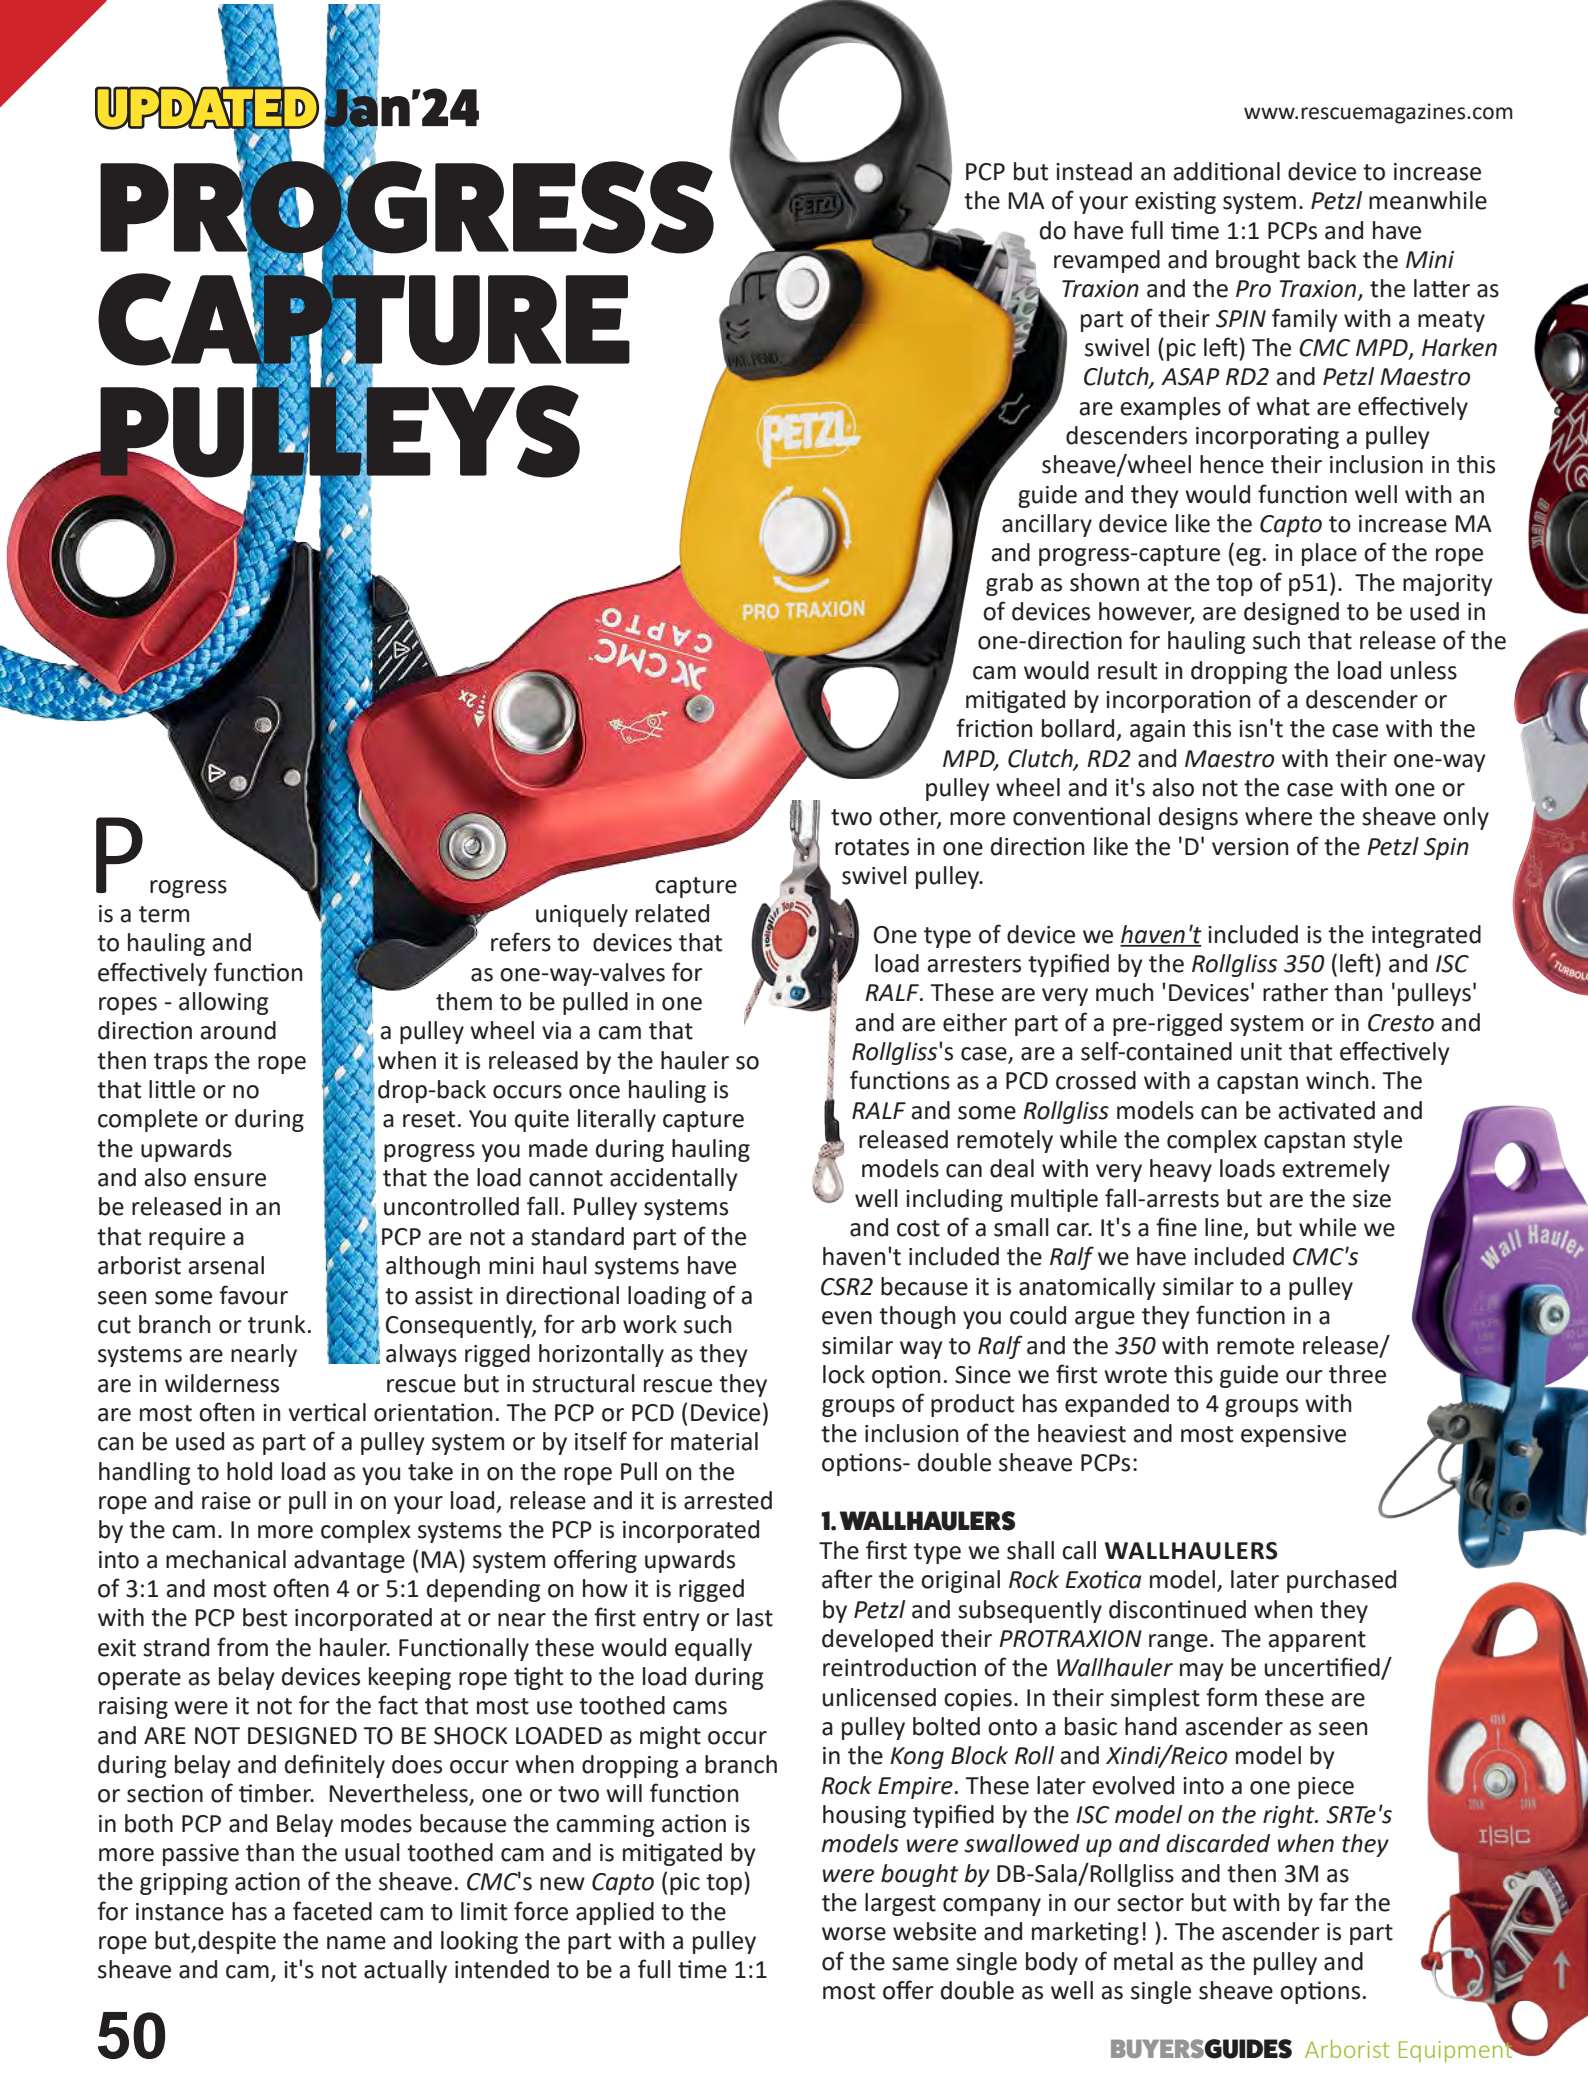 UPDATED Jan'24
www.rescuemagazines.com
PROGRESS
CAPTURE
PULLEYS
PETZL
PAT. PEND.
PETZL
PRO TRAXION
CMC
CAPTO
2x
Progress capture
is a term uniquely related
to hauling and refers to devices that
effectively function as one-way-valves for
ropes - allowing them to be pulled in one
direction around a pulley wheel via a cam that
then traps the rope when it is released by the hauler so
that little or no drop-back occurs once hauling is
complete or during a reset. You quite literally capture
the upwards progress you made during hauling
and also ensure that the load cannot accidentally
be released in an uncontrolled fall. Pulley systems
that require a PCP are not a standard part of the
arborist arsenal although mini haul systems have
seen some favour to assist in directional loading of a
cut branch or trunk. Consequently, for arb work such
systems are nearly always rigged horizontally as they
are in wilderness rescue but in structural rescue they
are most often in vertical orientation. The PCP or PCD (Device)
can be used as part of a pulley system or by itself for material
handling to hold load as you take in on the rope Pull on the
rope and raise or pull in on your load, release and it is arrested
by the cam. In more complex systems the PCP is incorporated
into a mechanical advantage (MA) system offering upwards
of 3:1 and most often 4 or 5:1 depending on how it is rigged
with the PCP best incorporated at or near the first entry or last
exit strand from the hauler. Functionally these would equally
operate as belay devices keeping rope tight to the load during
raising were it not for the fact that most use toothed cams
and ARE NOT DESIGNED TO BE SHOCK LOADED as might occur
during belay and definitely does occur when dropping a branch
or section of timber. Nevertheless, one or two will function
in both PCP and Belay modes because the camming action is
more passive than the usual toothed cam and is mitigated by
the gripping action of the sheave. CMC's new Capto (pic top)
for instance has a faceted cam to limit force applied to the
rope but,despite the name and looking the part with a pulley
sheave and cam, it's not actually intended to be a full time 1:1
PCP but instead an additional device to increase
the MA of your existing system. Petzl meanwhile
do have full time 1:1 PCPs and have
revamped and brought back the Mini
Traxion and the Pro Traxion, the latter as
part of their SPIN family with a meaty
swivel (pic left) The CMC MPD, Harken
Clutch, ASAP RD2 and Petzl Maestro
are examples of what are effectively
descenders incorporating a pulley
sheave/wheel hence their inclusion in this
guide and they would function well with an
ancillary device like the Capto to increase MA
and progress-capture (eg. in place of the rope
grab as shown at the top of p51). The majority
of devices however, are designed to be used in
one-direction for hauling such that release of the
cam would result in dropping the load unless
mitigated by incorporation of a descender or
friction bollard, again this isn't the case with the
MPD, Clutch, RD2 and Maestro with their one-way
pulley wheel and it's also not the case with one or
two other, more conventional designs where the sheave only
rotates in one direction like the 'D' version of the Petzl Spin
swivel pulley.
One type of device we haven't included is the integrated
load arresters typified by the Rollgliss 350 (left) and ISC
RALF. These are very much 'Devices' rather than 'pulleys'
and are either part of a pre-rigged system or in Cresto and
Rollgliss's case, are a self-contained unit that effectively
functions as a PCD crossed with a capstan winch. The
RALF and some Rollgliss models can be activated and
released remotely while the complex capstan style
models can deal with very heavy loads extremely
well including multiple fall-arrests but are the size
and cost of a small car. It's a fine line, but while we
haven't included the Ralf we have included CMC's
CSR2 because it is anatomically similar to a pulley
even though you could argue they function in a
similar way to Ralf and the 350 with remote release/
lock option. Since we first wrote this guide our three
groups of product has expanded to 4 groups with
the inclusion of the heaviest and most expensive
options- double sheave PCPs:
1. WALLHAULERS
The first type we shall call WALLHAULERS
after the original Rock Exotica model, later purchased
by Petzl and subsequently discontinued when they
developed their PROTRAXION range. The apparent
reintroduction of the Wallhauler may be uncertified/
unlicensed copies. In their simplest form these are
a pulley bolted onto a basic hand ascender as seen
in the Kong Block Roll and Xindi/Reico model by
Rock Empire. These later evolved into a one piece
housing typified by the ISC model on the right. SRTe's
models were swallowed up and discarded when they
were bought by DB-Sala/Rollgliss and then 3M as
the largest company in our sector but with by far the
worse website and marketing! ). The ascender is part
of the same single body of metal as the pulley and
most offer double as well as single sheave options.
rollgliss Top
Wall Hauler
ISC
50
BUYERSGUIDES Arborist Equipment